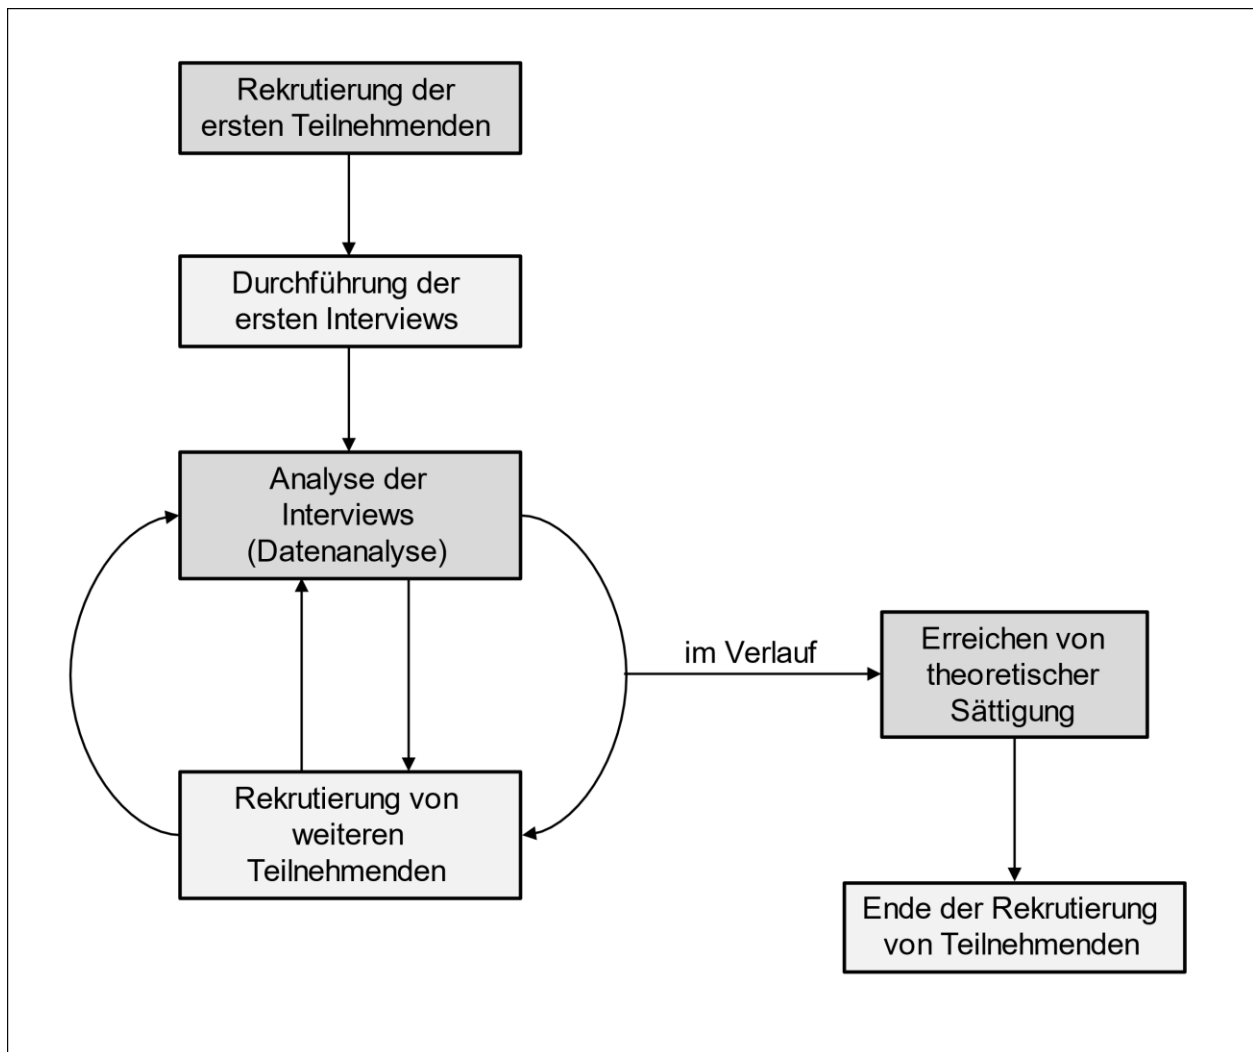 Rekrutierung der
ersten Teilnehmenden
Durchführung der
ersten Interviews
Analyse der
Interviews
(Datenanalyse)
im Verlauf
Erreichen von
theoretischer
Sättigung
Rekrutierung von
weiteren
Teilnehmenden
Ende der Rekrutierung
von Teilnehmenden